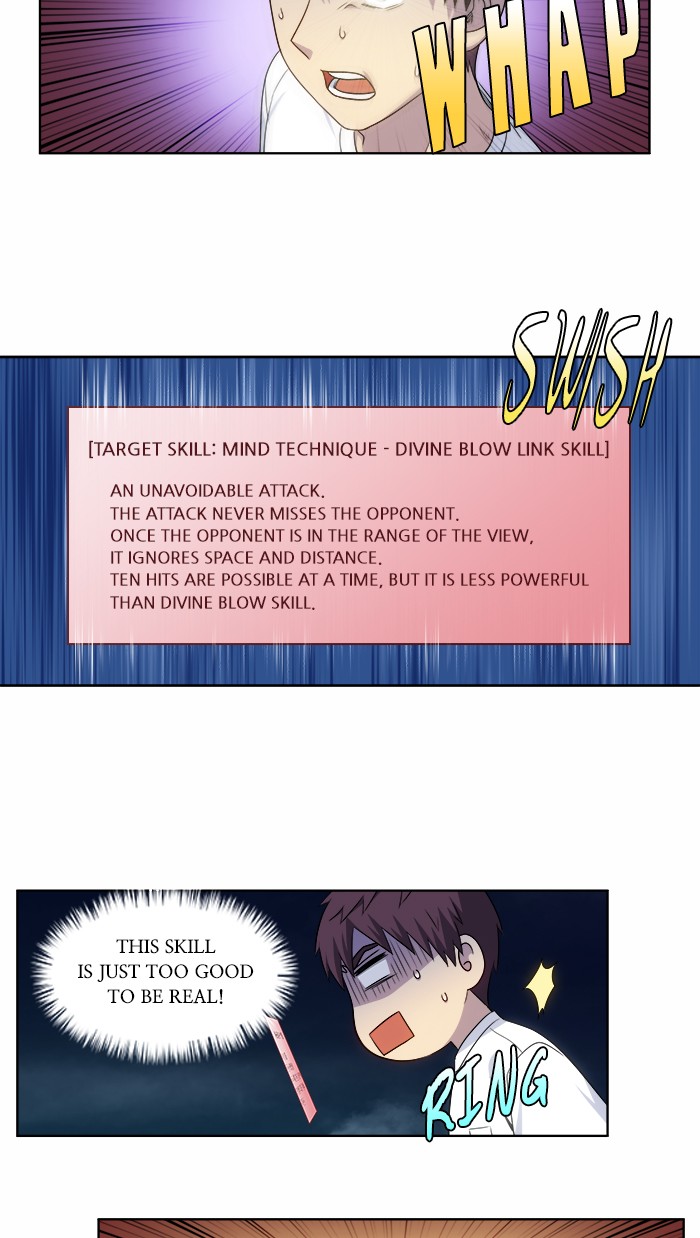 WHAP
SWISH
[TARGET SKILL: MIND TECHNIQUE - DIVINE BLOW LINK SKILL]
AN UNAVOIDABLE ATTACK.
THE ATTACK NEVER MISSES THE OPPONENT.
ONCE THE OPPONENT IS IN THE RANGE OF THE VIEW,
IT IGNORES SPACE AND DISTANCE.
TEN HITS ARE POSSIBLE AT A TIME, BUT IT IS LESS POWERFUL
THAN DIVINE BLOW SKILL.
THIS SKILL
IS JUST TOO GOOD
TO BE REAL!
RING